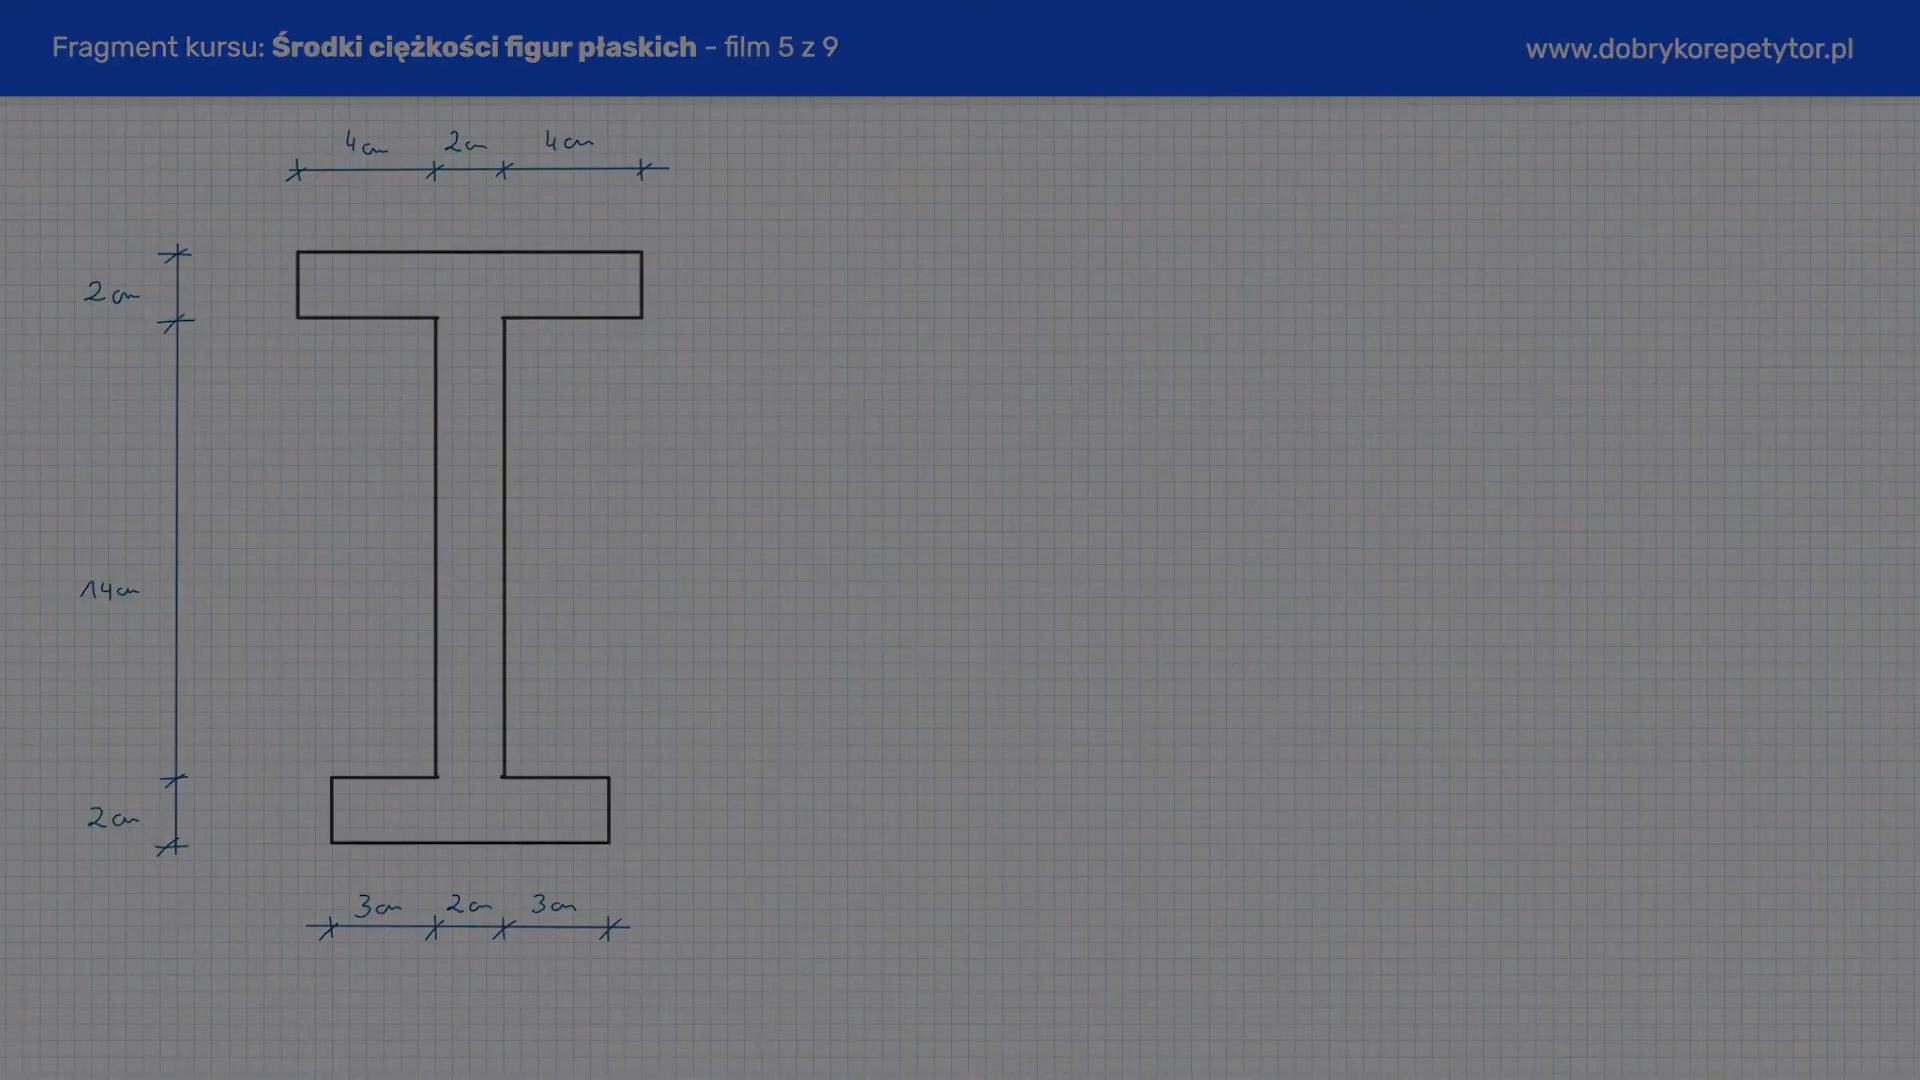 Fragment kursu: Środki ciężkości figur płaskich - film 5 z 9
www.dobrykorepetytor.pl
4cm 2cm 4cm
2cm
14cm
2cm
3cm 2cm 3cm